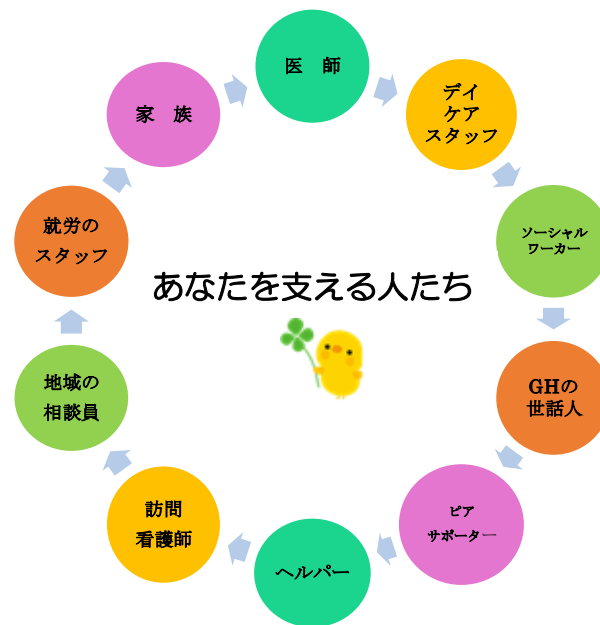 医　師
デイ
ケア
スタッフ
ソーシャル
ワーカー
GHの
世話人
ピア
サポーター
ヘルパー
訪問
看護師
地域の
相談員
就労の
スタッフ
家　族
あなたを支える人たち